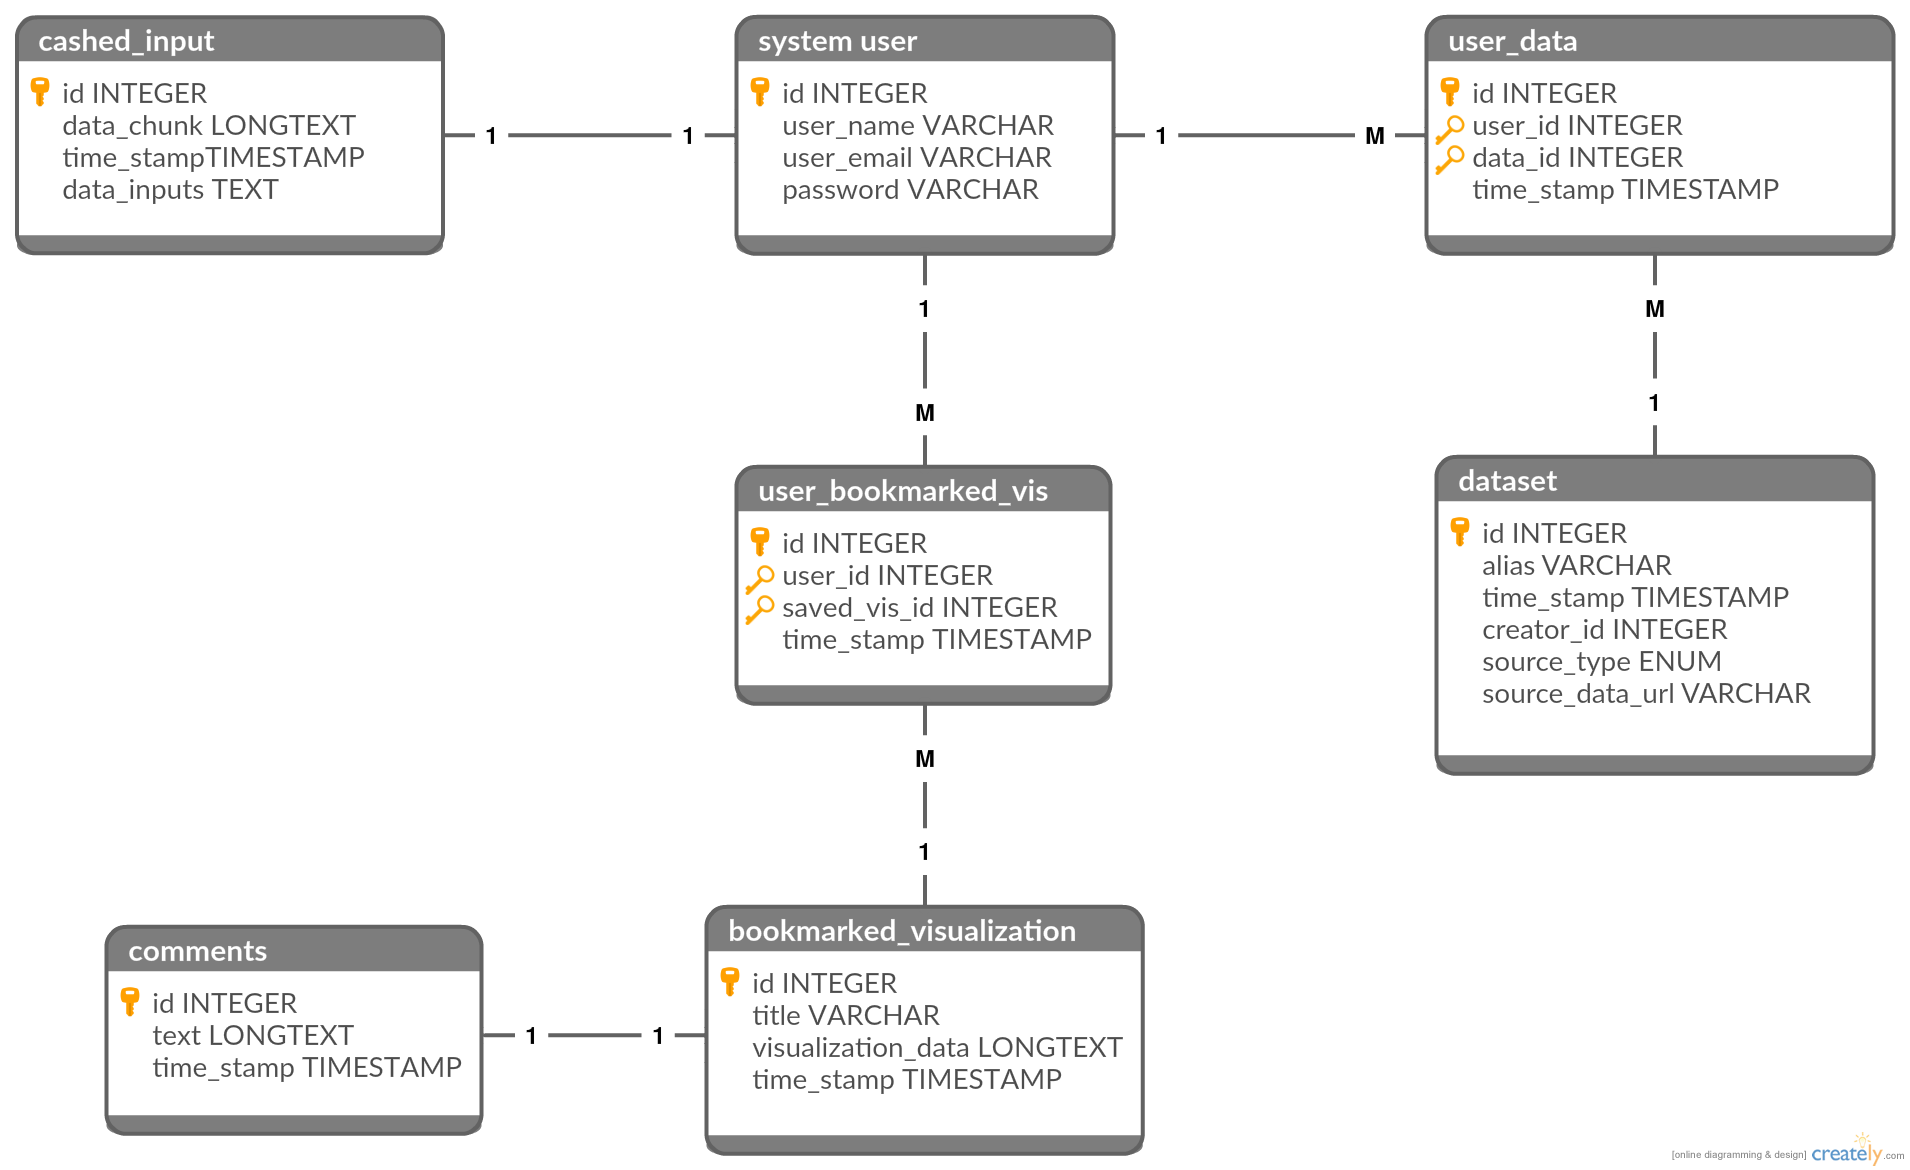 cashed_input
id INTEGER
data_chunk LONGTEXT
time_stampTIMESTAMP
data_inputs TEXT
1
1
system user
id INTEGER
user_name VARCHAR
user_email VARCHAR
password VARCHAR
1
M
user_data
id INTEGER
user_id INTEGER
data_id INTEGER
time_stamp TIMESTAMP
1
M
M
1
user_bookmarked_vis
id INTEGER
user_id INTEGER
saved_vis_id INTEGER
time_stamp TIMESTAMP
dataset
id INTEGER
alias VARCHAR
time_stamp TIMESTAMP
creator_id INTEGER
source_type ENUM
source_data_url VARCHAR
M
1
comments
id INTEGER
text LONGTEXT
time_stamp TIMESTAMP
1
1
bookmarked_visualization
id INTEGER
title VARCHAR
visualization_data LONGTEXT
time_stamp TIMESTAMP
[online diagramming & design] creately.com